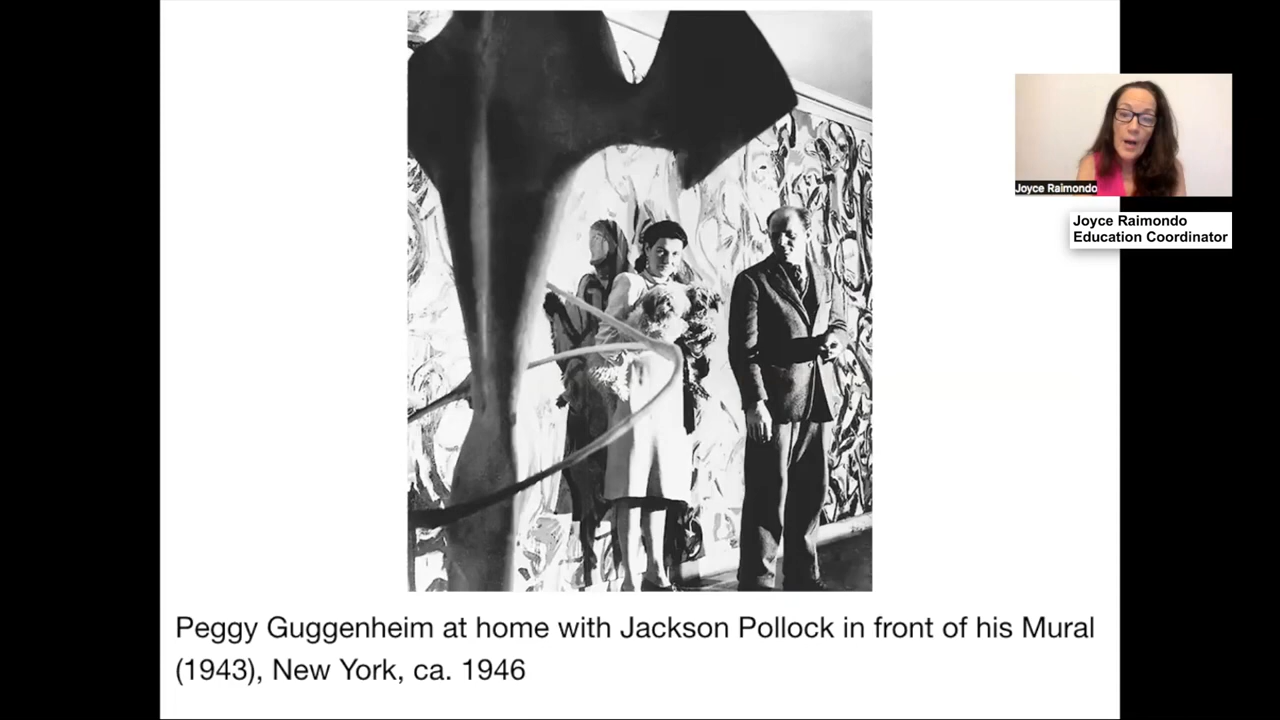 Joyce Raimondo
Joyce Raimondo
Education Coordinator
Peggy Guggenheim at home with Jackson Pollock in front of his Mural
(1943), New York, ca. 1946